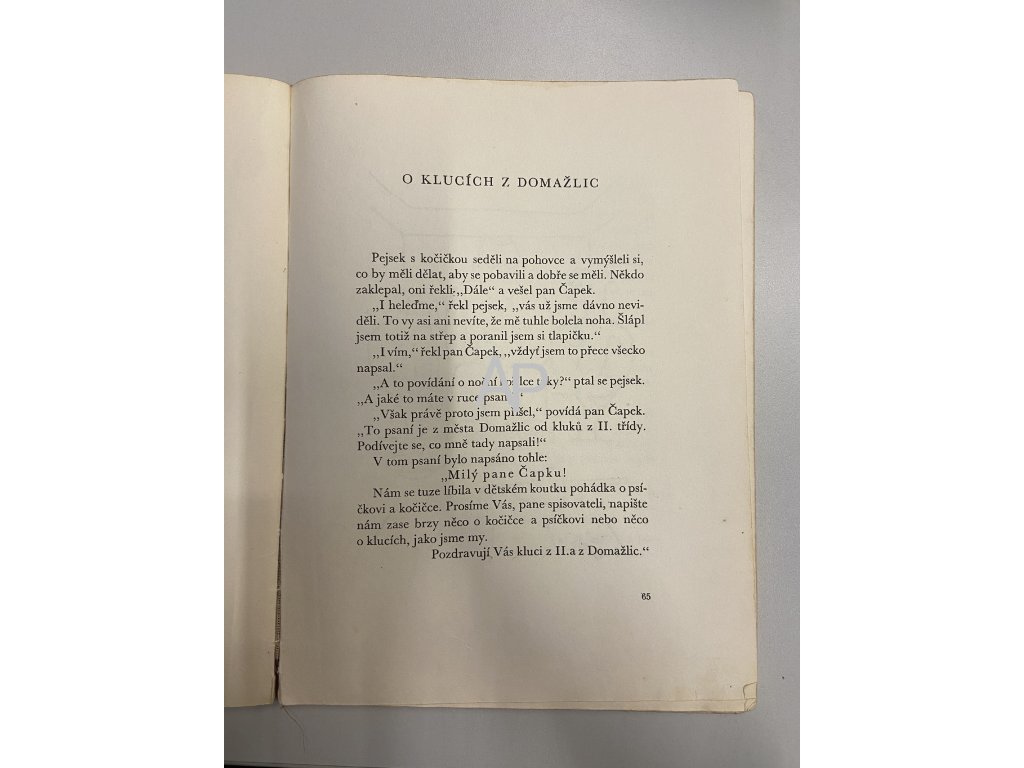 O KLUCÍCH Z DOMAŽLIC
Pejsek s kočičkou seděli na pohovce a vymýšleli si,
co by měli dělat, aby se pobavili a dobře se měli. Někdo
zaklepal, oni řekli „Dále“ a vešel pan Čapek.
„I heleďme,“ řekl pejsek, „vás už jsme dávno nevi-
děli. To vy asi ani nevíte, že mě tuhle bolela noha. Šlápl
jsem totiž na střep a poranil jsem si tlapičku.“
„I vím,“ řekl pan Čapek, „vždyť jsem to přece všecko
napsal.“
„A to povídání o noční taky?“ ptal se pejsek.
„A jaké to máte v ruce psaní?“
„Však právě proto jsem přišel,“ povídá pan Čapek.
„To psaní je z města Domažlic od kluků z II. třídy.
Podívejte se, co mně tady napsali!“
V tom psaní bylo napsáno tohle:
„Milý pane Čapku!
Nám se tuze líbila v dětském koutku pohádka o psí-
čkovi a kočičce. Prosíme Vás, pane spisovateli, napište
nám zase brzy něco o kočičce a psíčkovi nebo něco
o klucích, jako jsme my.
Pozdravují Vás kluci z II.a z Domažlic.“
65
AP